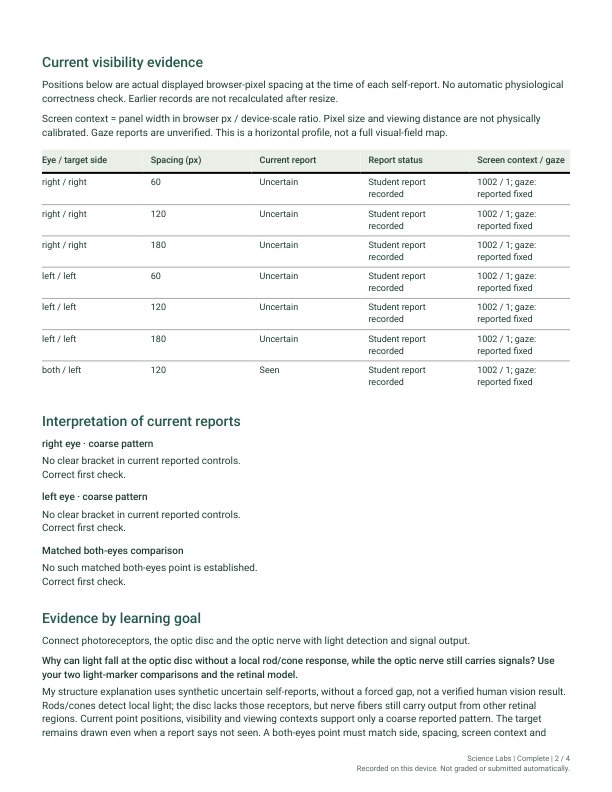 Current visibility evidence
Positions below are actual displayed browser-pixel spacing at the time of each self-report. No automatic physiological
correctness check. Earlier records are not recalculated after resize.
Screen context = panel width in browser px / device-scale ratio. Pixel size and viewing distance are not physically
calibrated. Gaze reports are unverified. This is a horizontal profile, not a full visual-field map.
Eye / target side Spacing (px) Current report Report status Screen context / gaze
right / right 60 Uncertain Student report 1002 / 1; gaze:
recorded reported fixed
right / right 120 Uncertain Student report 1002 / 1; gaze:
recorded reported fixed
right / right 180 Uncertain Student report 1002 / 1; gaze:
recorded reported fixed
left / left 60 Uncertain Student report 1002 / 1; gaze:
recorded reported fixed
left / left 120 Uncertain Student report 1002 / 1; gaze:
recorded reported fixed
left / left 180 Uncertain Student report 1002 / 1; gaze:
recorded reported fixed
both / left 120 Seen Student report 1002 / 1; gaze:
recorded reported fixed
Interpretation of current reports
right eye · coarse pattern
No clear bracket in current reported controls.
Correct first check.
left eye · coarse pattern
No clear bracket in current reported controls.
Correct first check.
Matched both-eyes comparison
No such matched both-eyes point is established.
Correct first check.
Evidence by learning goal
Connect photoreceptors, the optic disc and the optic nerve with light detection and signal output.
Why can light fall at the optic disc without a local rod/cone response, while the optic nerve still carries signals? Use
your two light-marker comparisons and the retinal model.
My structure explanation uses synthetic uncertain self-reports, without a forced gap, not a verified human vision result.
Rods/cones detect local light; the disc lacks those receptors, but nerve fibers still carry output from other retinal
regions. Current point positions, visibility and viewing contexts support only a coarse reported pattern. The target
remains drawn even when a report says not seen. A both-eyes point must match side, spacing, screen context and
Science Labs | Complete | 2 / 4
Recorded on this device. Not graded or submitted automatically.